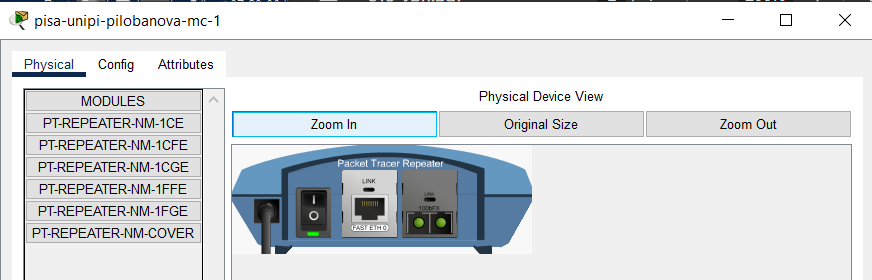 pisa-unipi-pilobanova-mc-1
Physical Config Attributes
MODULES
PT-REPEATER-NM-1CE
PT-REPEATER-NM-1CFE
PT-REPEATER-NM-1CGE
PT-REPEATER-NM-1FFE
PT-REPEATER-NM-1FGE
PT-REPEATER-NM-COVER
Physical Device View
Zoom In Original Size Zoom Out
Packet Tracer Repeater
LINK
FAST ETH 0
LINK
100bFX